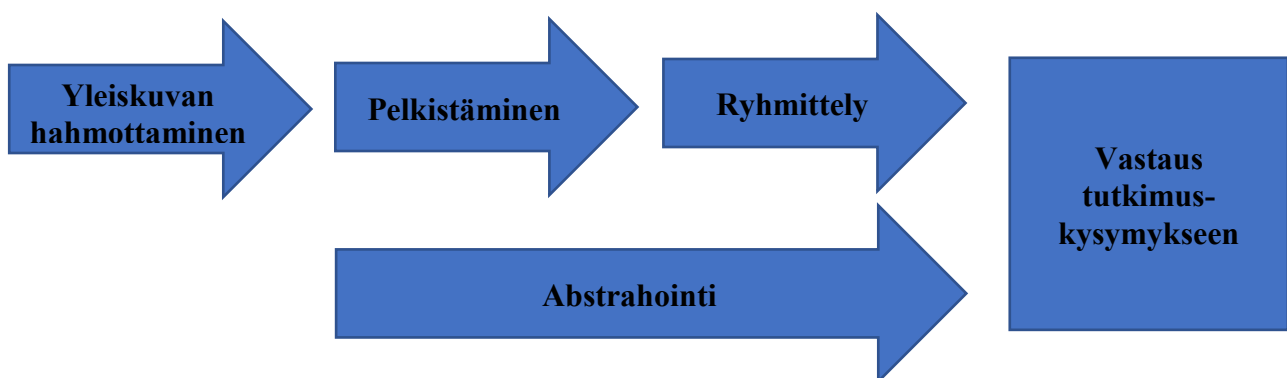 Yleiskuvan
hahmottaminen
Pelkistäminen
Ryhmittely
Abstrahointi
Vastaus
tutkimus-
kysymykseen